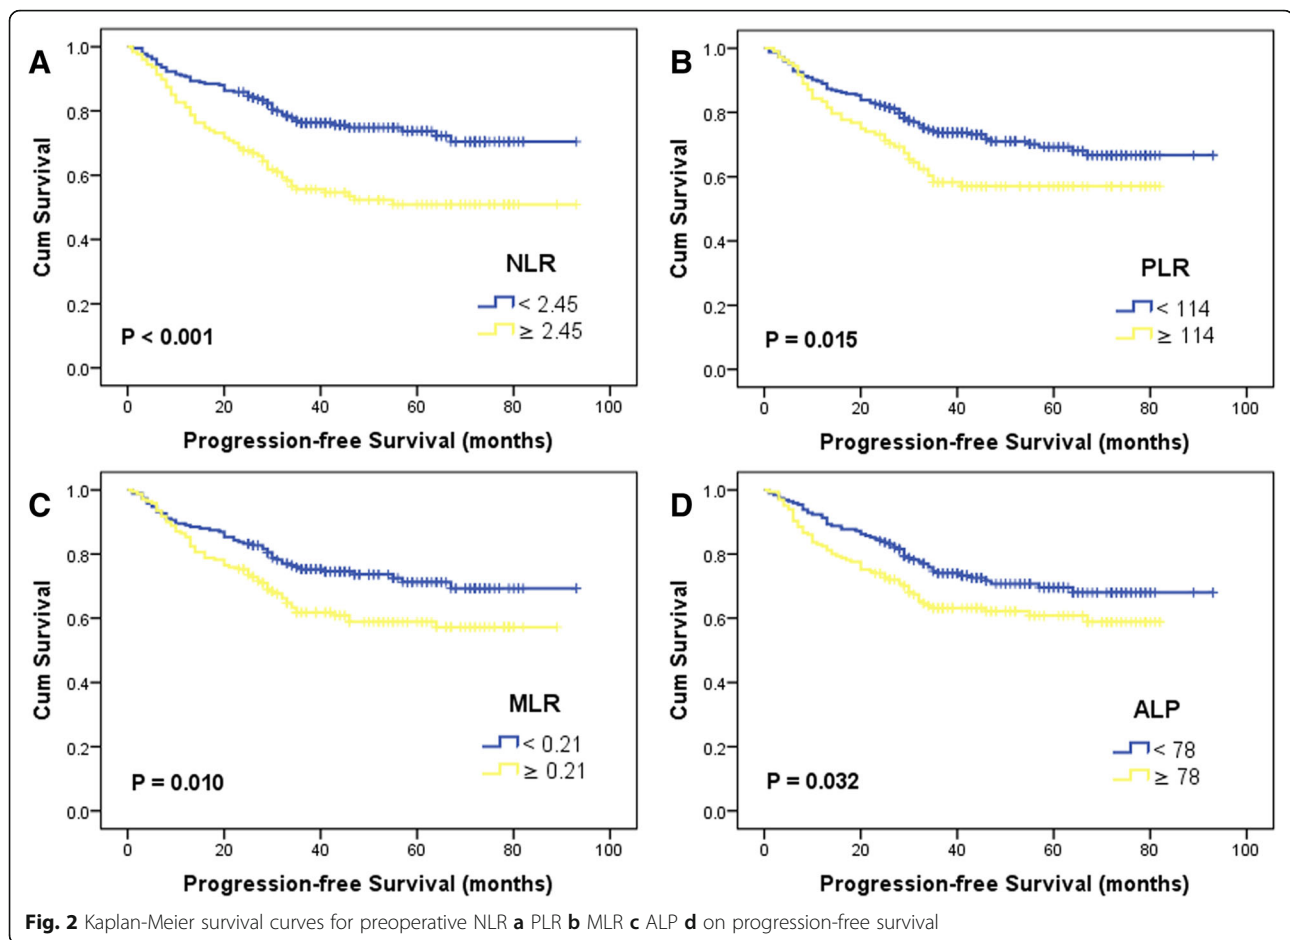 A
Cum Survival
1.0
0.8
0.6
0.4
0.2
0.0
NLR
< 2.45
≥ 2.45
P < 0.001
0 20 40 60 80 100
Progression-free Survival (months)
B
Cum Survival
1.0
0.8
0.6
0.4
0.2
0.0
PLR
< 114
≥ 114
P = 0.015
0 20 40 60 80 100
Progression-free Survival (months)
C
Cum Survival
1.0
0.8
0.6
0.4
0.2
0.0
MLR
< 0.21
≥ 0.21
P = 0.010
0 20 40 60 80 100
Progression-free Survival (months)
D
Cum Survival
1.0
0.8
0.6
0.4
0.2
0.0
ALP
< 78
≥ 78
P = 0.032
0 20 40 60 80 100
Progression-free Survival (months)
Fig. 2 Kaplan-Meier survival curves for preoperative NLR a PLR b MLR c ALP d on progression-free survival